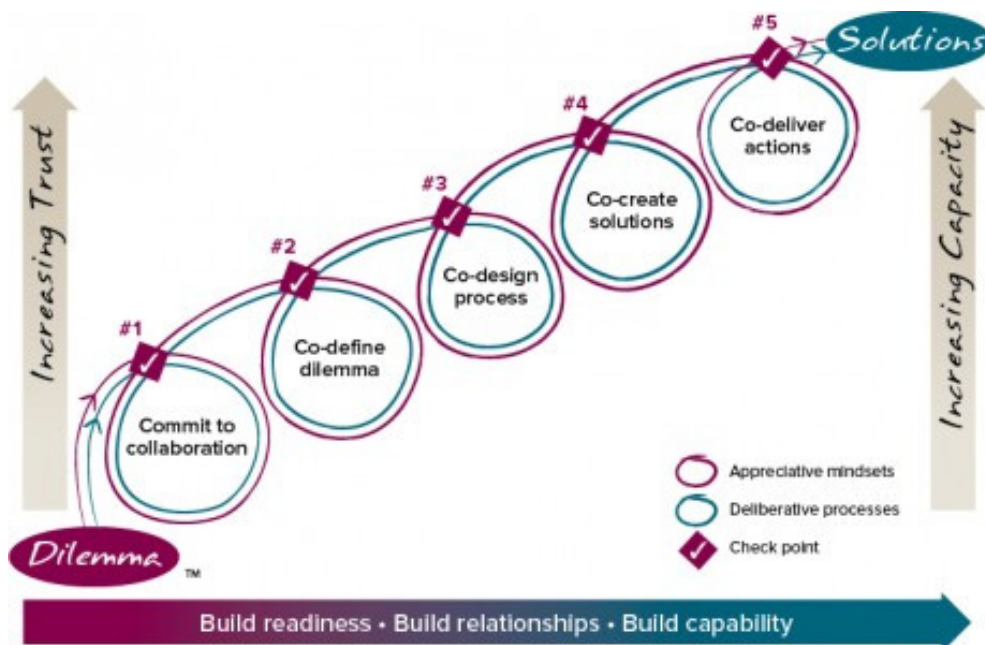 #5
Solutions
#4
Co-deliver
actions
#3
Co-create
solutions
#2
Co-design
process
#1
Co-define
dilemma
Commit to
collaboration
Increasing Trust
Increasing Capacity
Appreciative mindsets
Deliberative processes
Check point
Dilemma
TM
Build readiness • Build relationships • Build capability